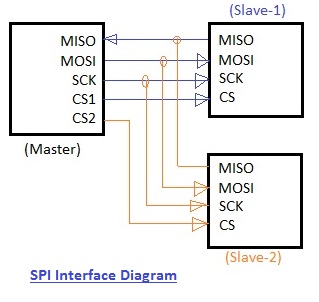 (Slave-1)
MISO
MOSI
SCK
CS1
CS2
(Master)
MISO
MOSI
SCK
CS
MISO
MOSI
SCK
CS
(Slave-2)
SPI Interface Diagram